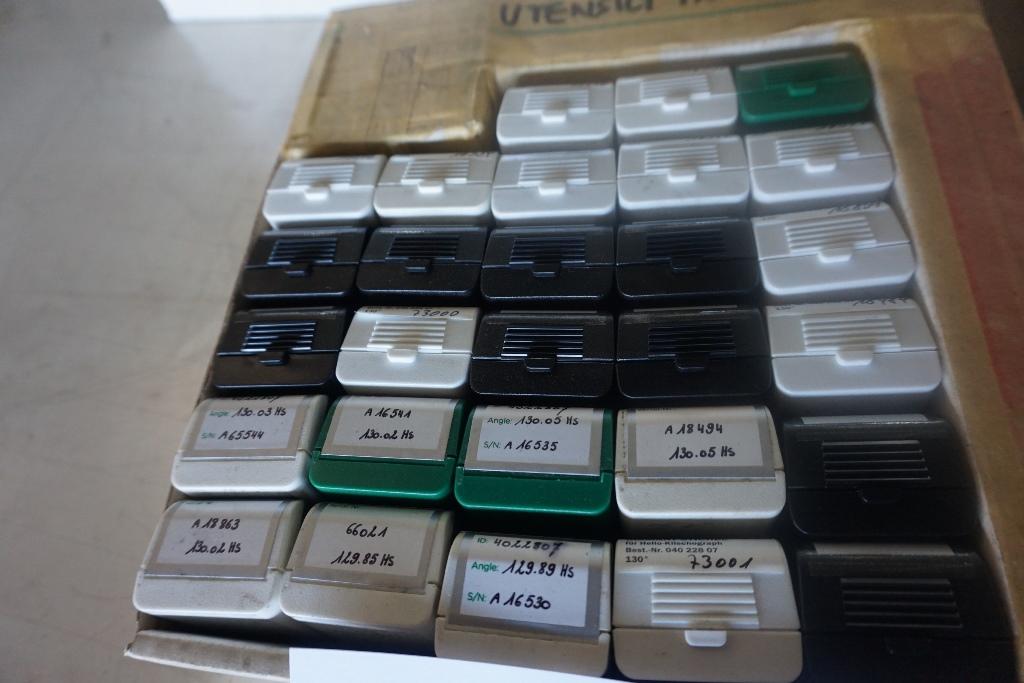 UTENSILI
73000
Angle: 130.03 Hs
S/N: A65544
A 16541
130.02 Hs
Angle: 130.05 Hs
S/N: A 16535
A 18494
130.05 Hs
A 18863
130.02 Hs
66021
129.85 Hs
ID: 4022807
Angle: 129.89 Hs
S/N: A 16530
für Helio-Klischograph
Best.-Nr. 040 228 07
130° 73001